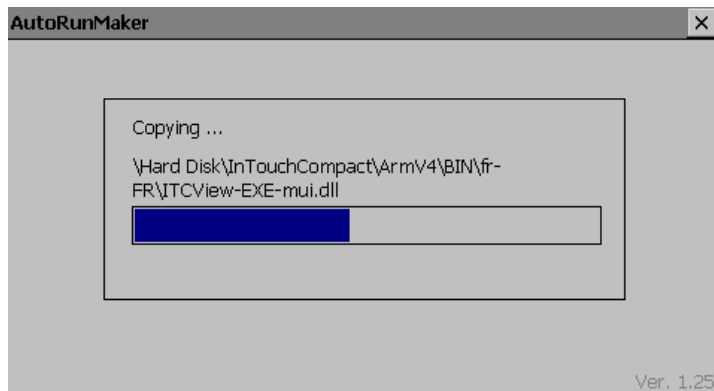 AutoRunMaker
Copying ...
\Hard Disk\InTouchCompact\ArmV4\BIN\fr-
FR\ITCView-EXE-mui.dll
Ver. 1.25